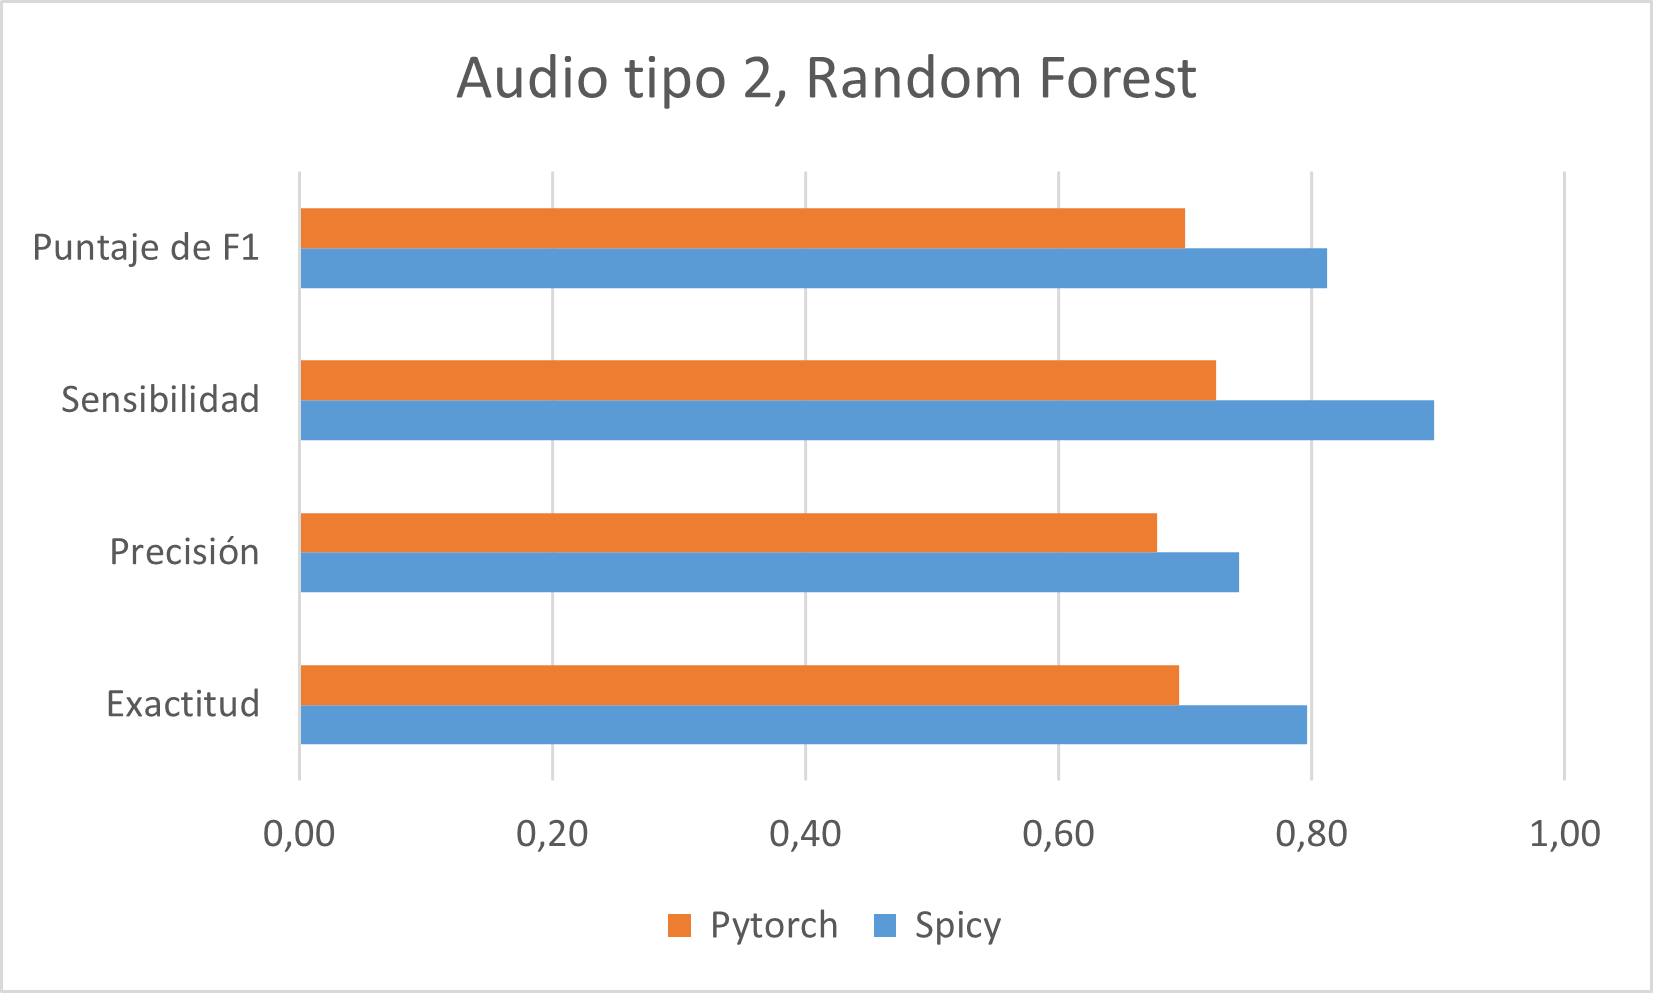 Audio tipo 2, Random Forest
Puntaje de F1
Sensibilidad
Precisión
Exactitud
0,00 0,20 0,40 0,60 0,80 1,00
Pytorch Spicy